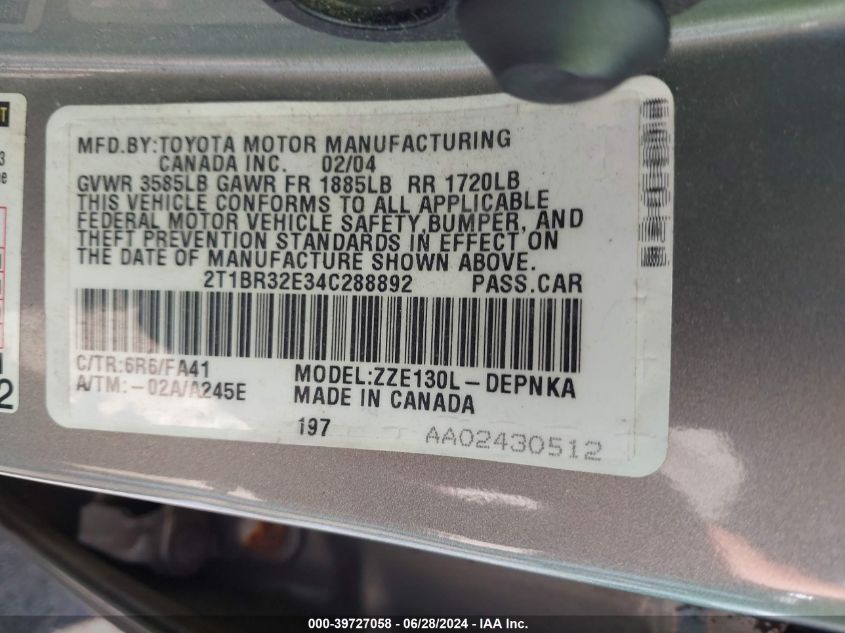 MFD.BY:TOYOTA MOTOR MANUFACTURING
CANADA INC. 02/04
GVWR 3585LB GAWR FR 1885LB RR 1720LB
THIS VEHICLE CONFORMS TO ALL APPLICABLE
FEDERAL MOTOR VEHICLE SAFETY,BUMPER, AND
THEFT PREVENTION STANDARDS IN EFFECT ON
THE DATE OF MANUFACTURE SHOWN ABOVE.
2T1BR32E34C288892 PASS.CAR
C/TR:6R6/FA41
A/TM:-02A/A245E
MODEL:ZZE130L-DEPNKA
MADE IN CANADA
197
AA02430512
000-39727058 - 06/28/2024 - IAA Inc.